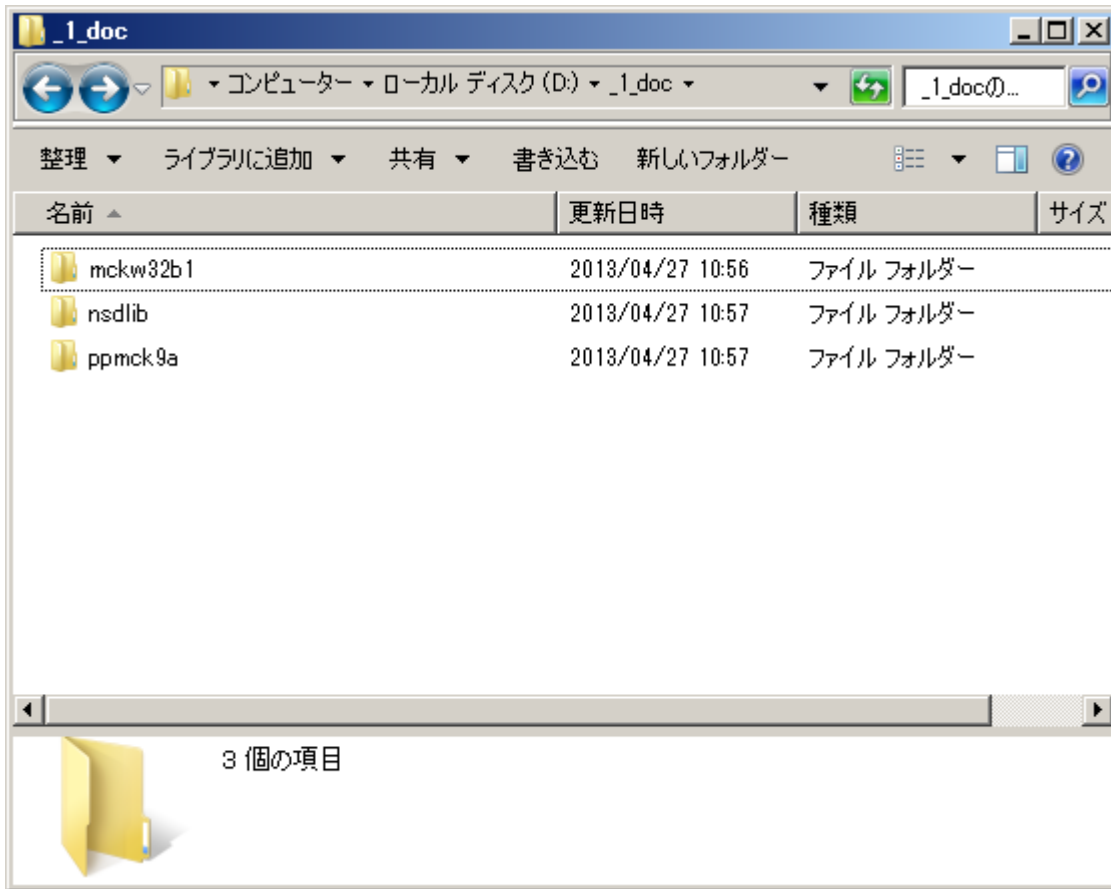 _1_doc
コンピューター ローカル ディスク (D:) _1_doc _1_docの...
整理 ライブラリに追加 共有 書き込む 新しいフォルダー
名前 更新日時 種類 サイズ
mckw32b1 2013/04/27 10:56 ファイル フォルダー
nsdlib 2013/04/27 10:57 ファイル フォルダー
ppmck9a 2013/04/27 10:57 ファイル フォルダー
3 個の項目